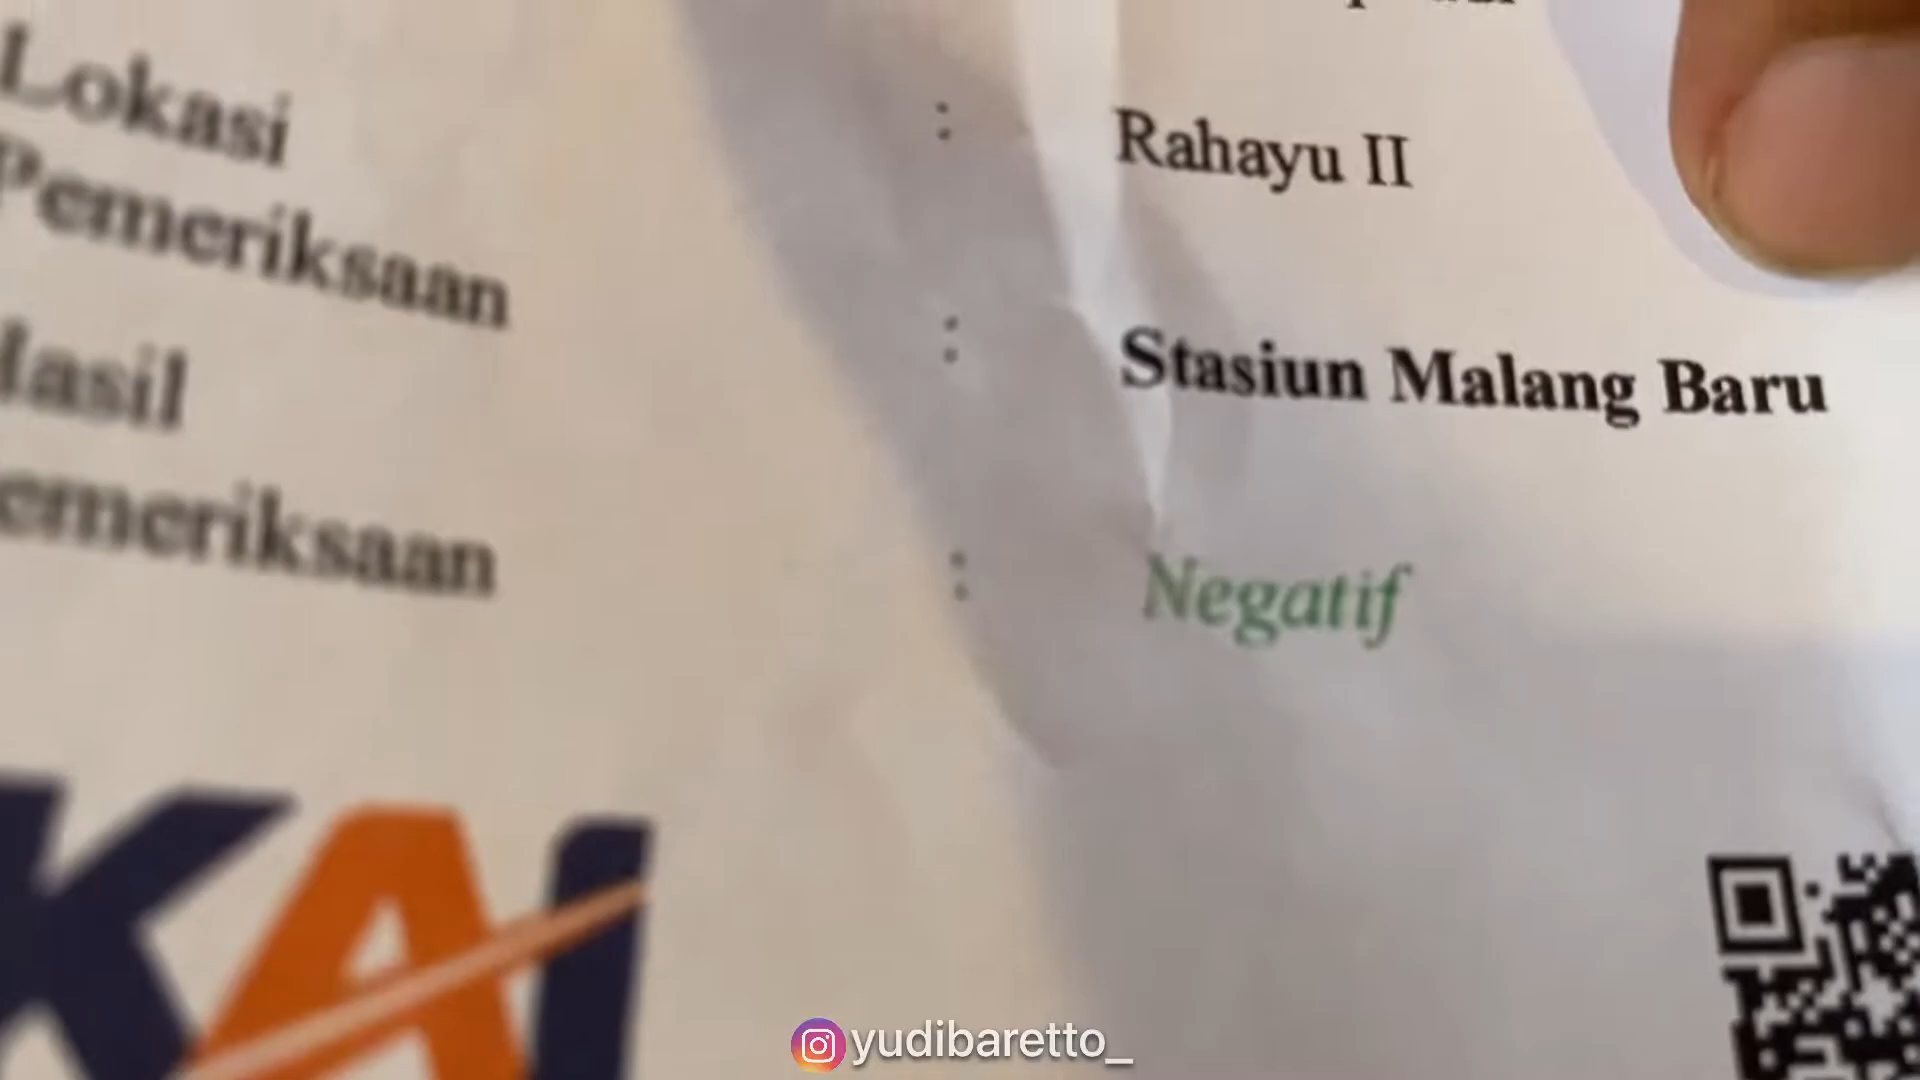 : Rahayu II
Lokasi
Pemeriksaan
: Stasiun Malang Baru
Hasil
Pemeriksaan
: Negatif
KAI
yudibaretto_